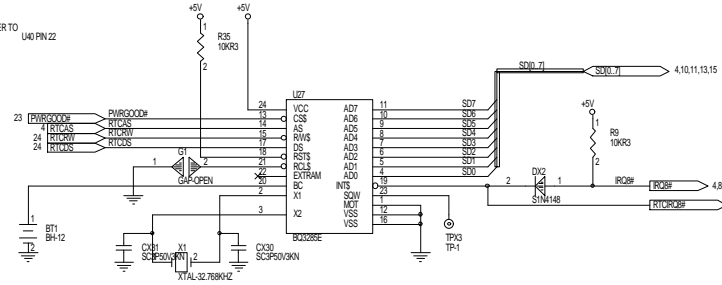 +5V
+5V
ER TO
U40 PIN 22
1
R35
10KR3
2
U27
24 VCC AD7 11 SD7
23 PWRGOOD# PWRGOOD# 13 CS$ AD6 10 SD6
4 RTCAS RTCAS 14 AS AD5 9 SD5
24 RTCRW RTCRW 15 R/W$ AD4 8 SD4
24 RTCDS RTCDS 17 DS AD3 7 SD3
18 RST$ AD2 6 SD2
21 RCL$ AD1 5 SD1
22 EXTRAM AD0 4 SD0
20 BC INT$ 19
2 X1 SQW 23
MOT 1
3 X2 VSS 12
VSS 16
BQ3285E
G1
1 2
GAP-OPEN
SD[0..7]
SD[0..7] 4,10,11,13,15
+5V
1
R9
10KR3
2
DX2
2 1
S1N4148
IRQ8#
IRQ8# 4,8
RTCIRQ8#
TPX3
TP-1
1
BT1
BH-12
2
CX31
SC3P50V3KN
X1
1 2
XTAL-32.768KHZ
CX30
SC3P50V3KN